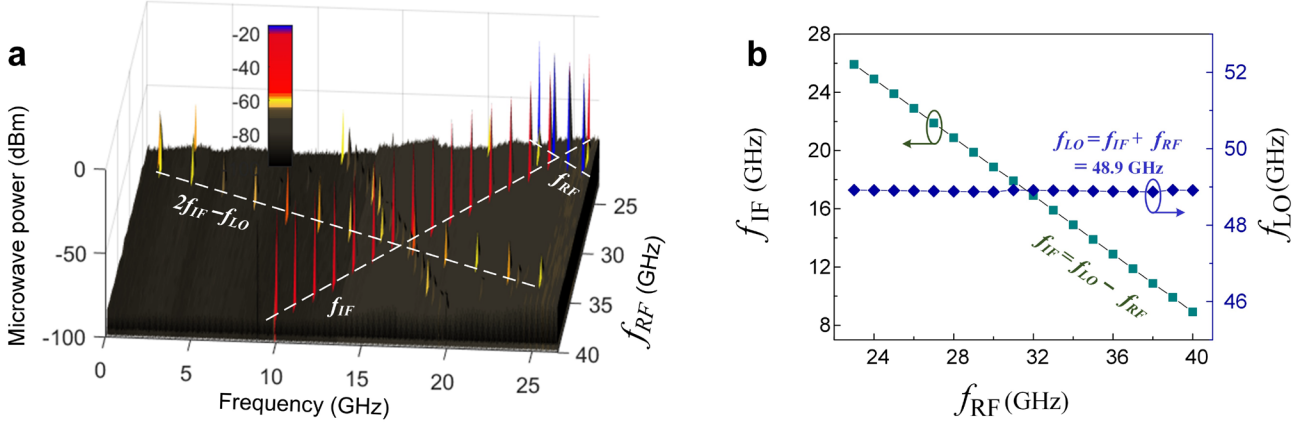 a
-20
-40
-60
-80
Microwave power (dBm)
0
-50
-100
2fIF–fLO
fIF
fRF
0
5
10
15
20
25
Frequency (GHz)
25
30
35
40
fRF (GHz)
b
28
24
20
16
12
8
fIF (GHz)
52
50
48
46
fLO (GHz)
fLO = fIF + fRF
= 48.9 GHz
fIF = fLO – fRF
24
28
32
36
40
fRF (GHz)